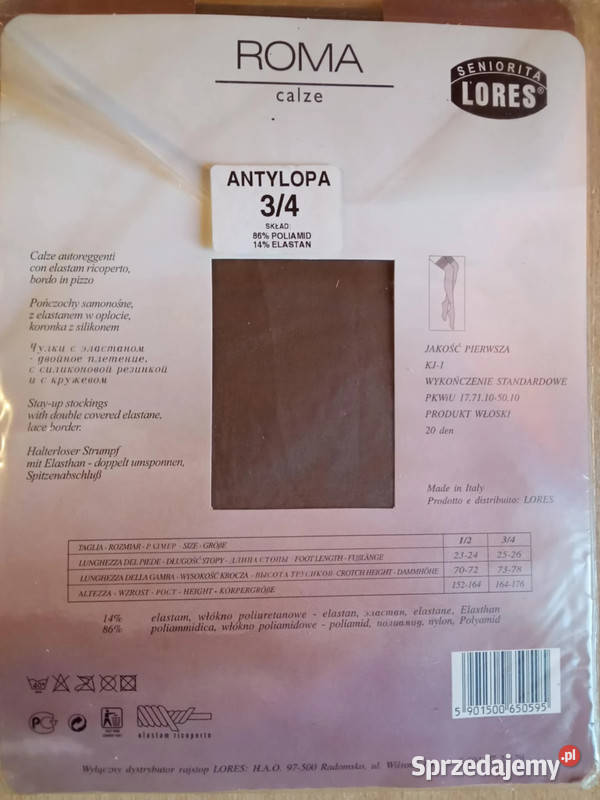 ROMA
calze
SENIORITA
LORES®
ANTYLOPA
3/4
SKŁAD:
86% POLIAMID
14% ELASTAN
Calze autoreggenti
con elastam ricoperto,
bordo in pizzo
Pończochy samonośne,
z elastanem w oplocie,
koronka z silikonem
Чулки с эластаном
- двойное плетение,
с силиконовой резинкой
и с кружевом
Stay-up stockings
with double covered elastane,
lace border.
Halterloser Strumpf
mit Elasthan - doppelt umsponnen,
Spitzenabschluß
JAKOŚĆ PIERWSZA
KJ-1
WYKOŃCZENIE STANDARDOWE
PKWiU 17.71.10-50.10
PRODUKT WŁOSKI
20 den
Made in Italy
Prodotto e distribuito: LORES
TAGLIA - ROZMIAR - РАЗМЕР - SIZE - GRÖßE 1/2 3/4
LUNGHEZZA DEL PIEDE - DŁUGOŚĆ STOPY - ДЛИНА СТОПЫ - FOOT LENGTH - FUßLÄNGE 23-24 25-26
LUNGHEZZA DELLA GAMBA - WYSOKOŚĆ KROCZA - ВЫСОТА CROTCH HEIGHT - DAMMHÖHE 70-72 73-78
ALTEZZA - WZROST - РОСТ - HEIGHT - KÖRPERGRÖßE 152-164 164-176
14% elastam, włókno poliuretanowe - elastan, эластан, elastane, Elasthan
86% poliammidica, włókno poliamidowe - poliamid, полиамид, nylon, Polyamid
5 901500 650595
elastam ricoperto
Wyłączny dystrybutor rajstop LORES: H.A.O. 97-500 Radomsko, ul.
Sprzedajemy.pl